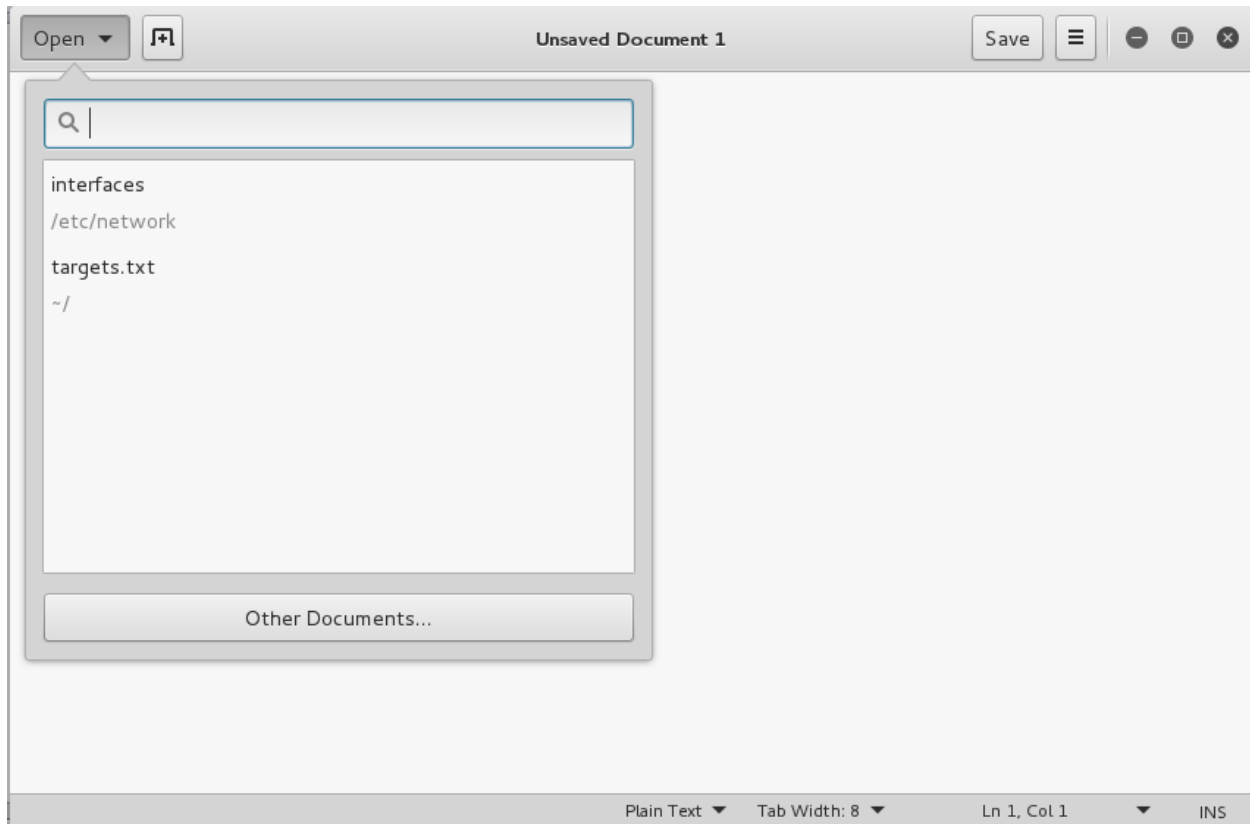 Open
Unsaved Document 1
Save
interfaces
/etc/network
targets.txt
~/
Other Documents...
Plain Text
Tab Width: 8
Ln 1, Col 1
INS